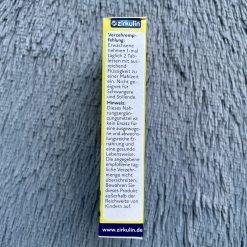 zirkulin
Verzehremp-
fehlung:
Erwachsene
nehmen 1-mal
täglich 2 Tab-
letten mit aus-
reichend
Flüssigkeit zu
einer Mahlzeit
ein. Nicht ge-
eignet für
Schwangere
und Stillende.
Hinweis:
Dieses Nah-
rungsergän-
zungsmittel ist
kein Ersatz für
eine ausgewoge-
ne und abwechs-
lungsreiche Er-
nährung und
eine gesunde
Lebensweise.
Die angegebene
empfohlene täg-
liche Verzehr-
menge nicht
überschreiten.
Bewahren Sie
dieses Produkt
außerhalb der
Reichweite von
Kindern auf.
www.zirkulin.de